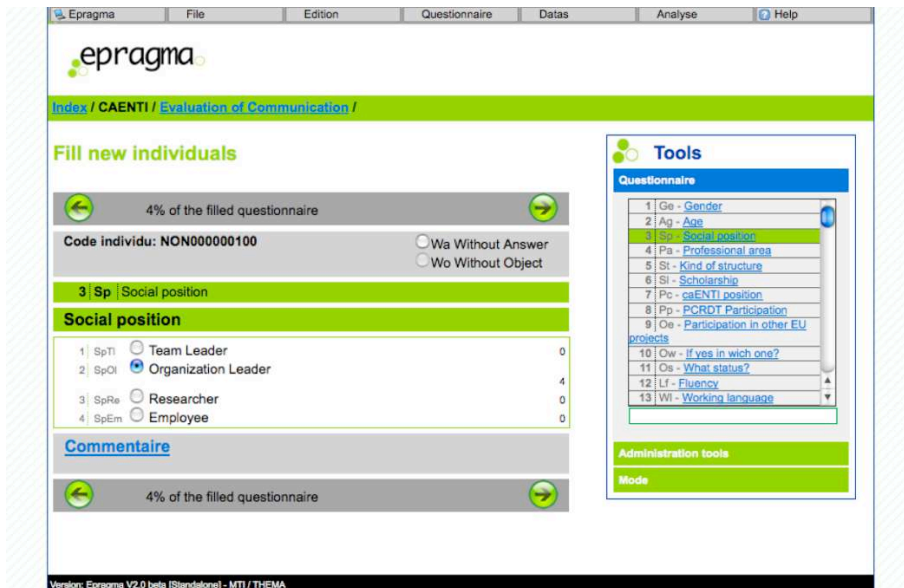 Epragma File Edition Questionnaire Datas Analyse Help
epragma
Index / CAENTI / Evaluation of Communication /
Fill new individuals
4% of the filled questionnaire
Code individu: NON000000100
Wa Without Answer
Wo Without Object
3 Sp Social position
Social position
1 SpTl Team Leader 0
2 SpOl Organization Leader
4
3 SpRe Researcher 0
4 SpEm Employee 0
Commentaire
4% of the filled questionnaire
Tools
Questionnaire
1 Ge - Gender
2 Ag - Age
3 Sp - Social position
4 Pa - Professional area
5 St - Kind of structure
6 Sl - Scholarship
7 Pc - caENTI position
8 Pp - PCRDT Participation
9 Oe - Participation in other EU
projects
10 Ow - If yes in wich one?
11 Os - What status?
12 Lf - Fluency
13 Wl - Working language
Administration tools
Mode
Version: Epragma V2.0 beta [Standalone] - MTI / THEMA